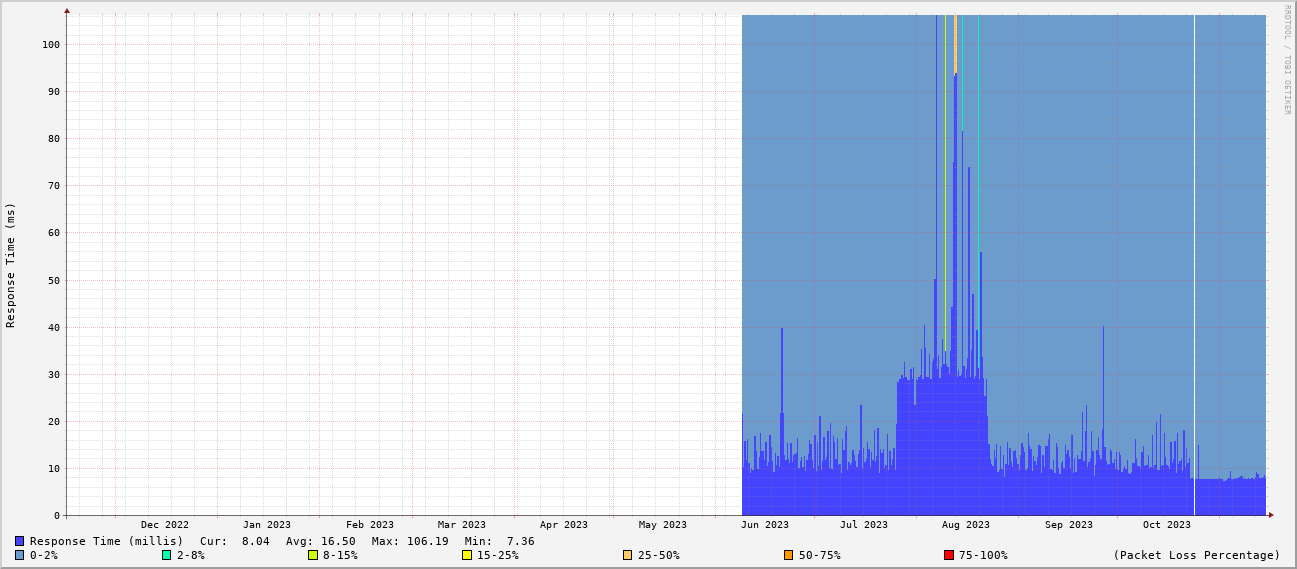 RRDTOOL / TOBI OETIKER
Response Time (ms)
100
90
80
70
60
50
40
30
20
10
0
Dec 2022 Jan 2023 Feb 2023 Mar 2023 Apr 2023 May 2023 Jun 2023 Jul 2023 Aug 2023 Sep 2023 Oct 2023
Response Time (millis) Cur: 8.04 Avg: 16.50 Max: 106.19 Min: 7.36
0-2% 2-8% 8-15% 15-25% 25-50% 50-75% 75-100% (Packet Loss Percentage)